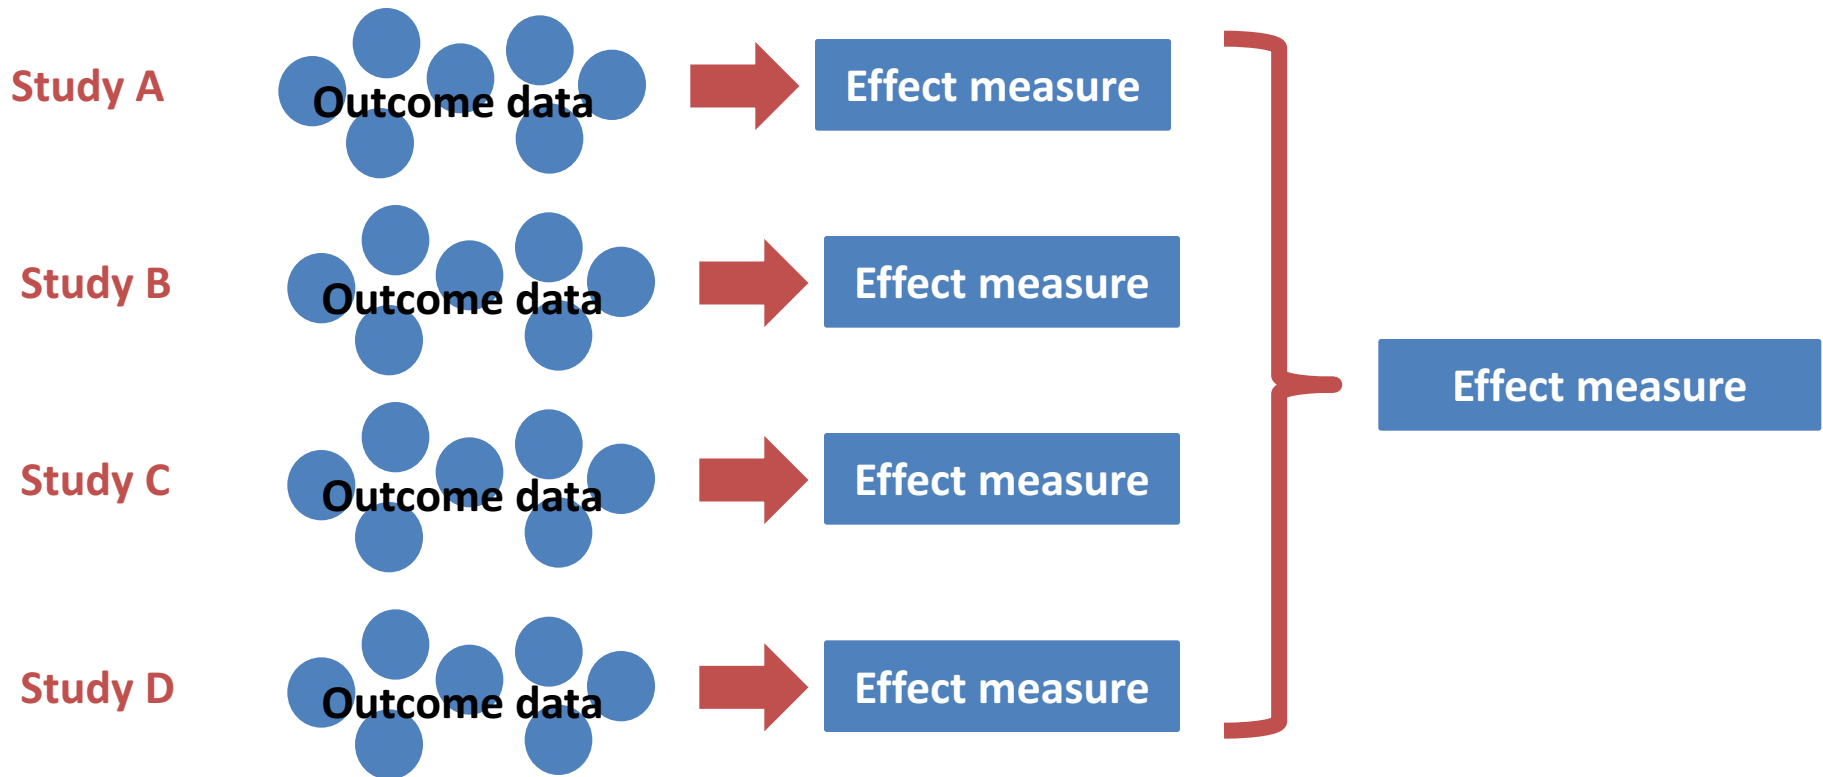 Study A
Outcome data
Effect measure
Study B
Outcome data
Effect measure
Study C
Outcome data
Effect measure
Study D
Outcome data
Effect measure
Effect measure